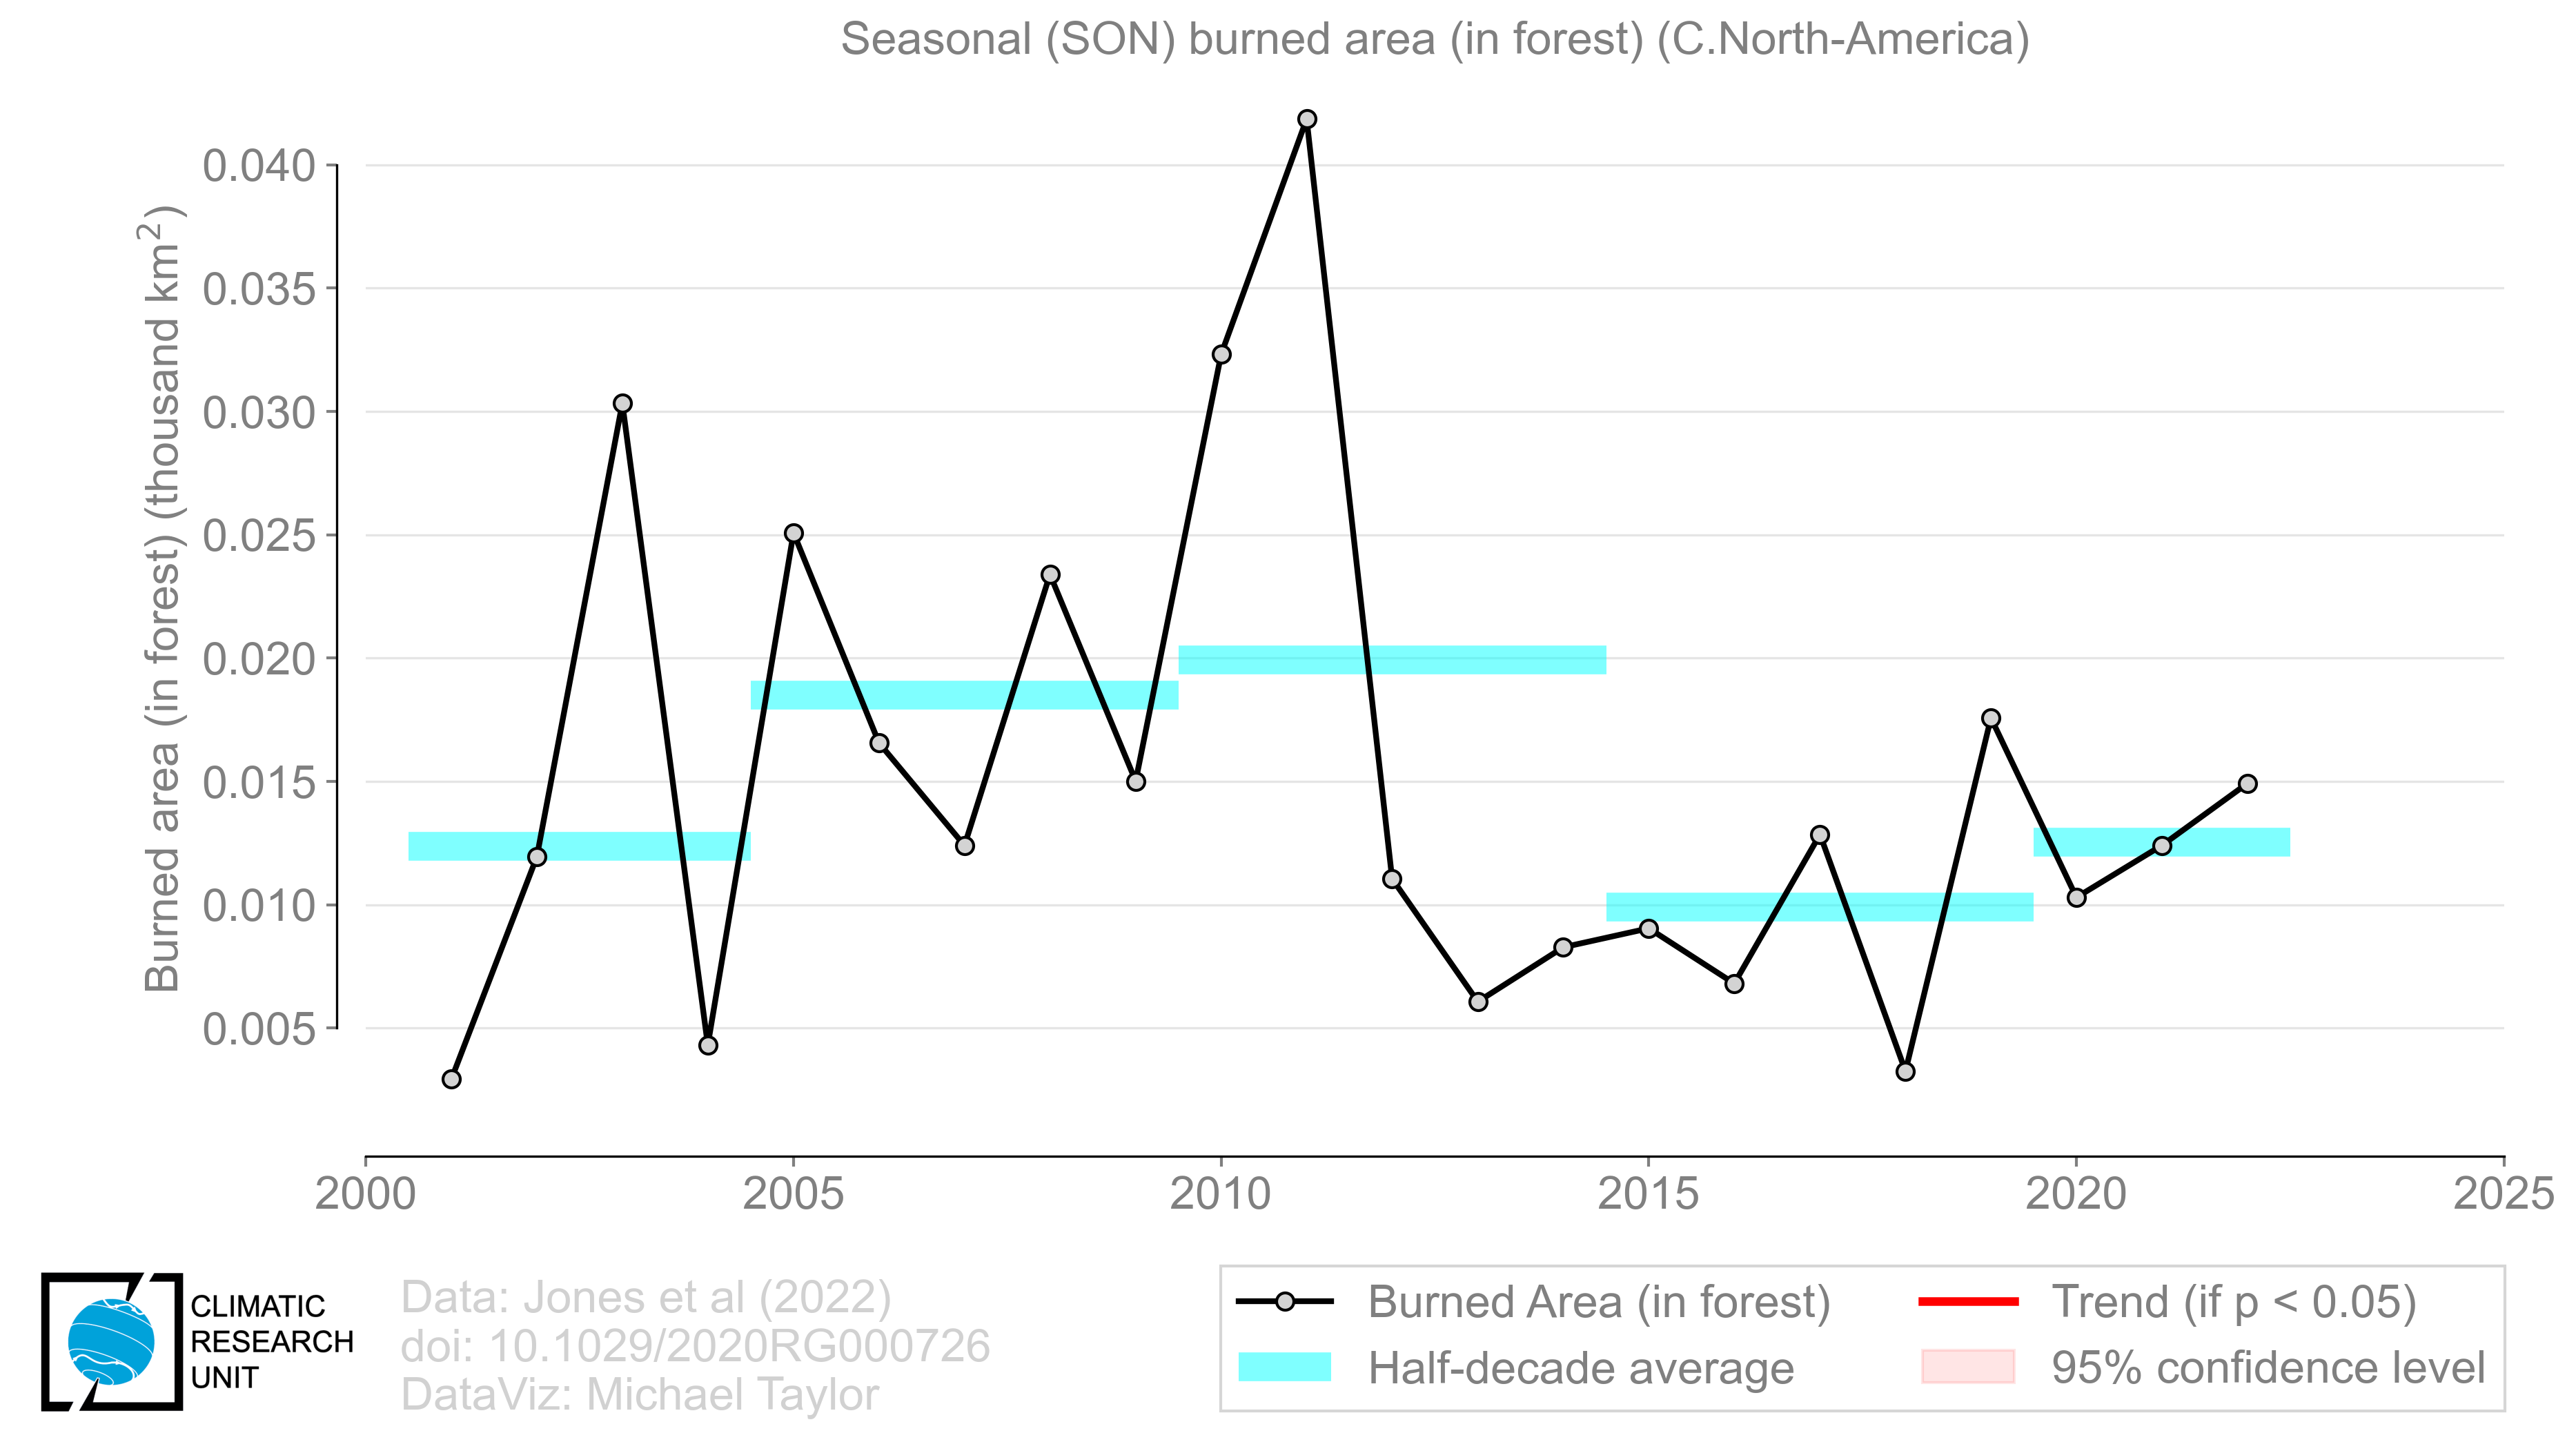 Seasonal (SON) burned area (in forest) (C.North-America)
Burned area (in forest) (thousand km²)
0.040
0.035
0.030
0.025
0.020
0.015
0.010
0.005
2000
2005
2010
2015
2020
2025
CLIMATIC
RESEARCH
UNIT
Data: Jones et al (2022)
doi: 10.1029/2020RG000726
DataViz: Michael Taylor
Burned Area (in forest)
Half-decade average
Trend (if p < 0.05)
95% confidence level